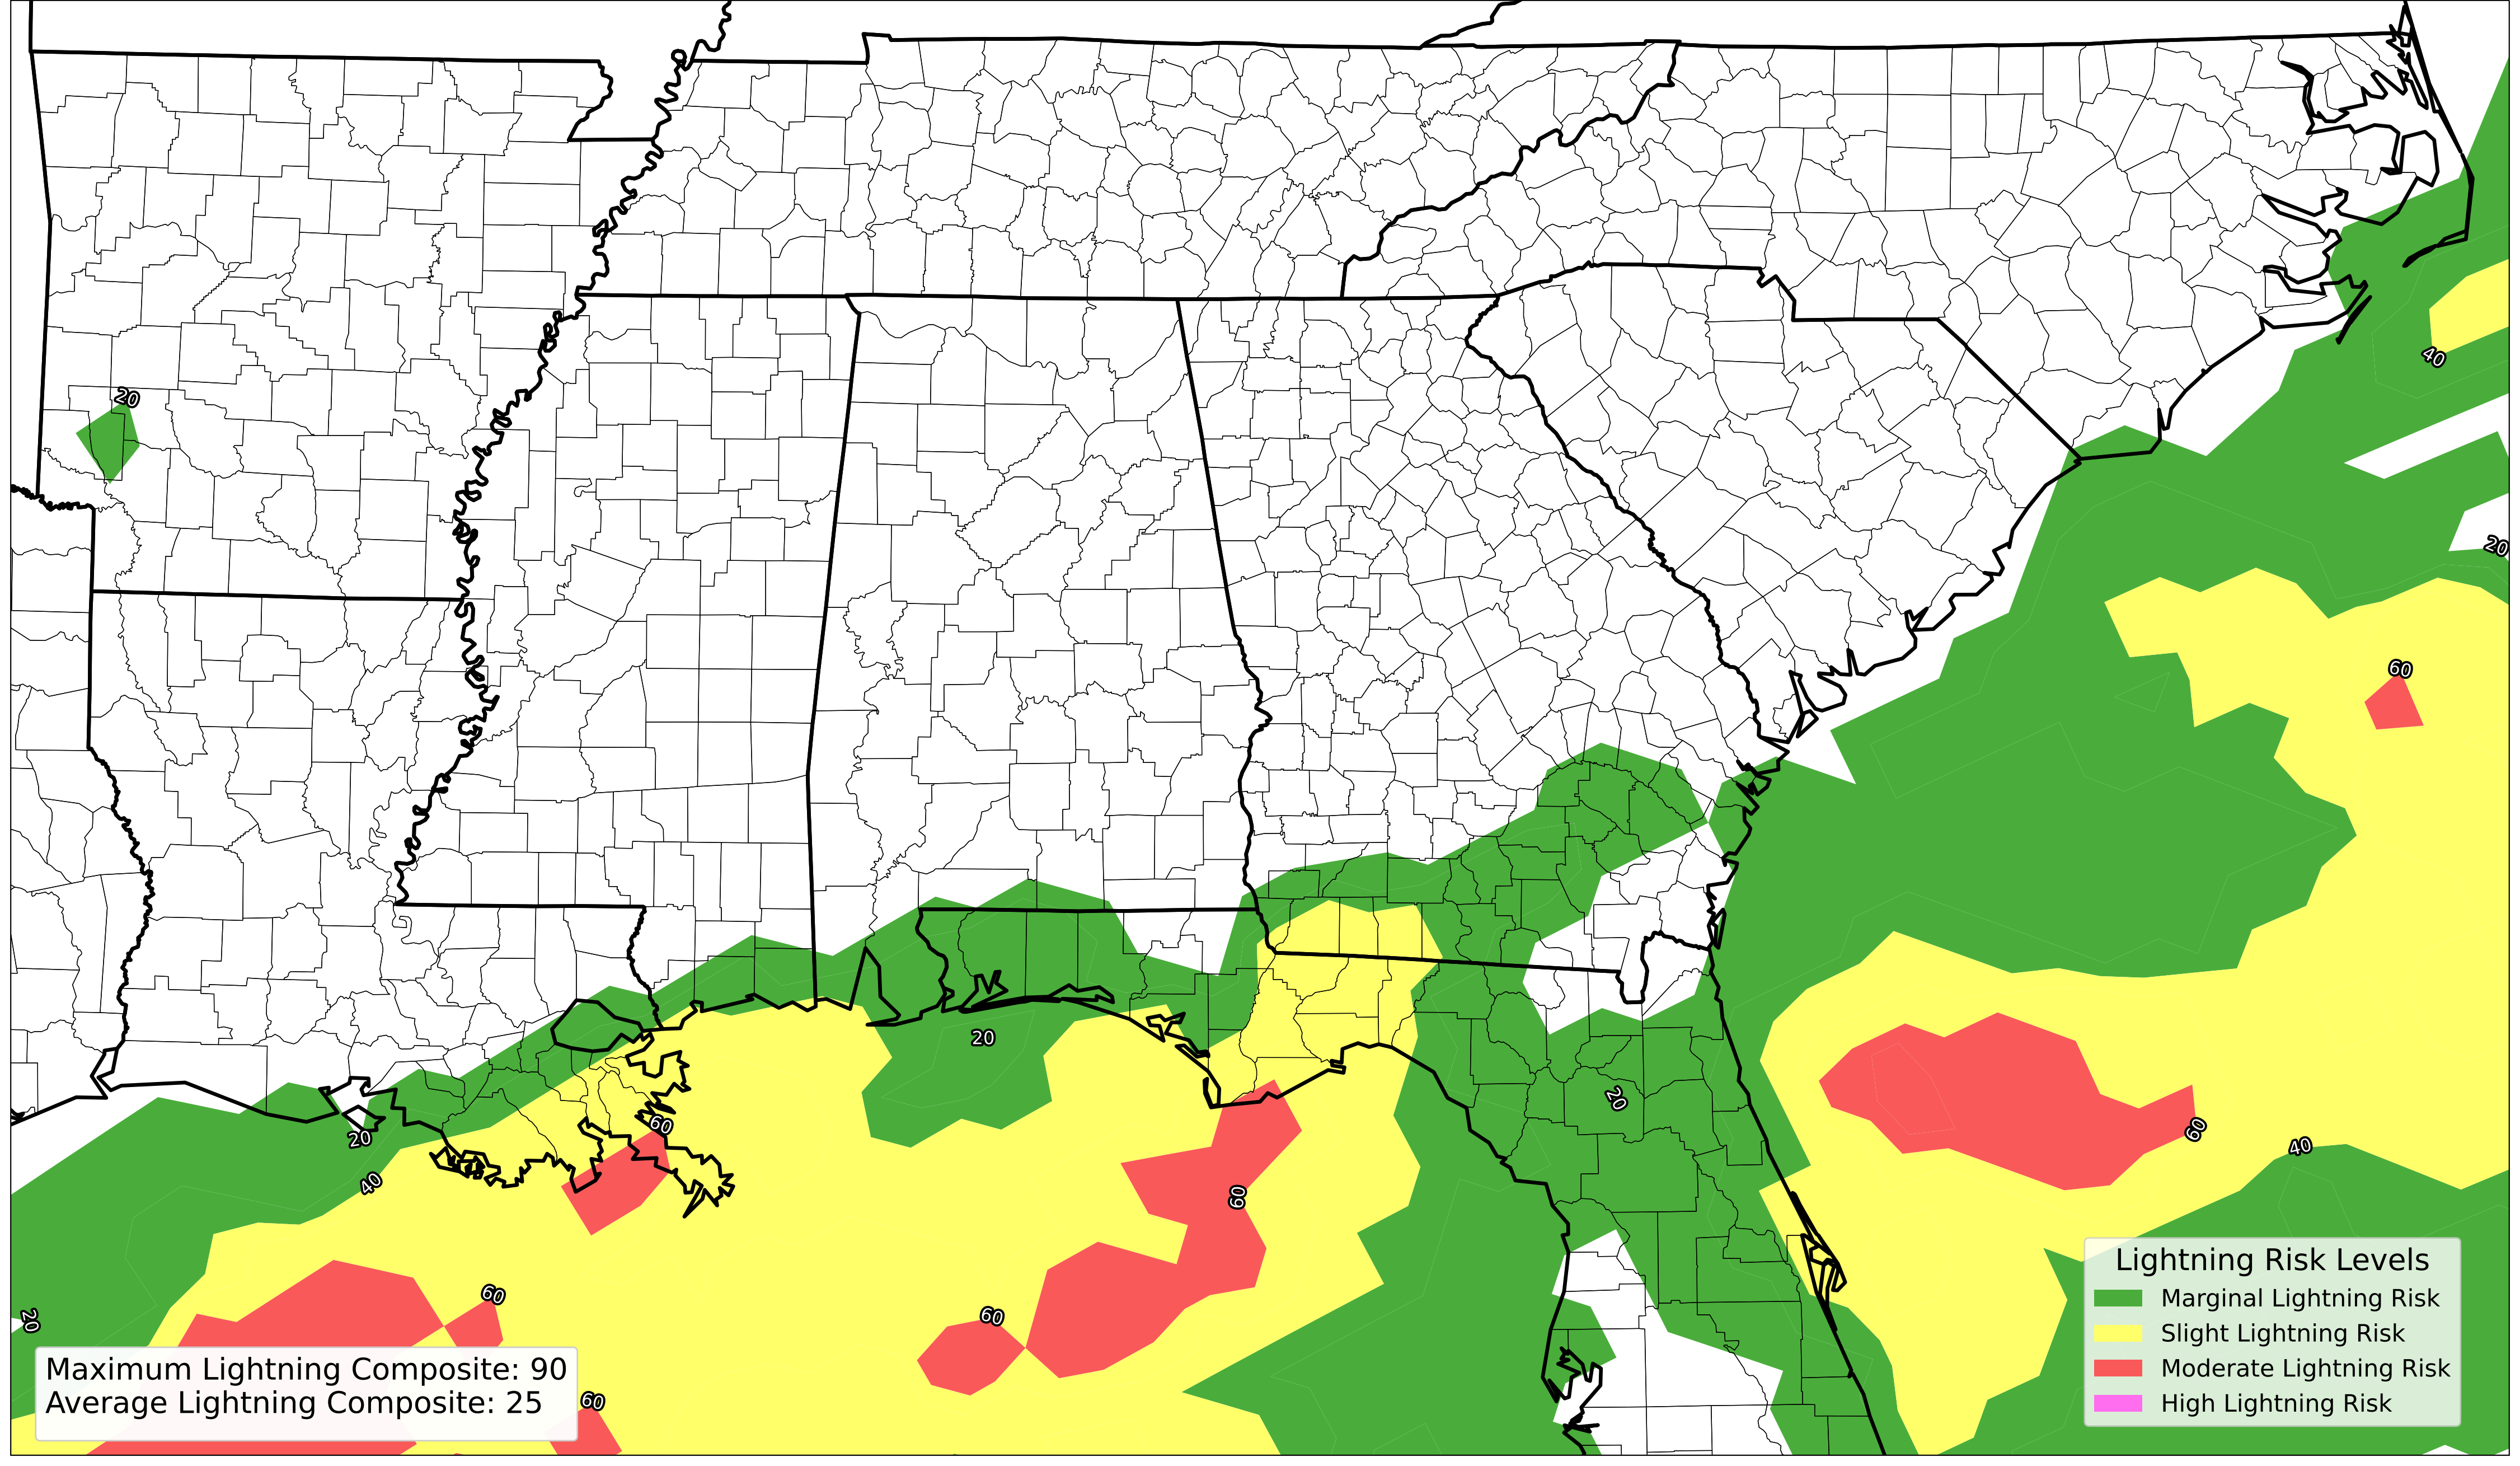 20
40
20
60
20
60
20
60
20
40
60
40
60
20
60
60
60
Maximum Lightning Composite: 90
Average Lightning Composite: 25
Lightning Risk Levels
Marginal Lightning Risk
Slight Lightning Risk
Moderate Lightning Risk
High Lightning Risk